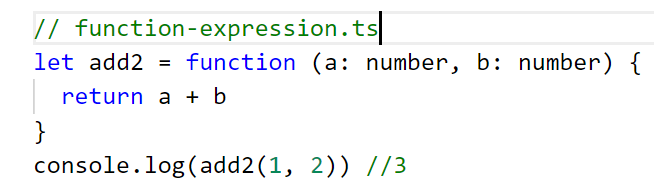 // function-expression.ts
let add2 = function (a: number, b: number) {
  return a + b
}
console.log(add2(1, 2)) //3